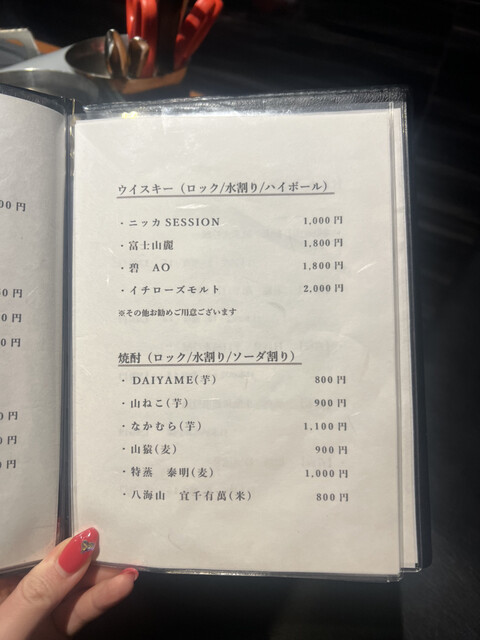 ウイスキー（ロック/水割り/ハイボール）
・ニッカ SESSION 1,000円
・富士山麓 1,800円
・碧 AO 1,800円
・イチローズモルト 2,000円
※その他お勧めご用意ございます
焼酎（ロック/水割り/ソーダ割り）
・DAIYAME(芋) 800円
・山ねこ(芋) 900円
・なかむら(芋) 1,100円
・山猿(麦) 900円
・特蒸 泰明(麦) 1,000円
・八海山 宜千有萬(米) 800円